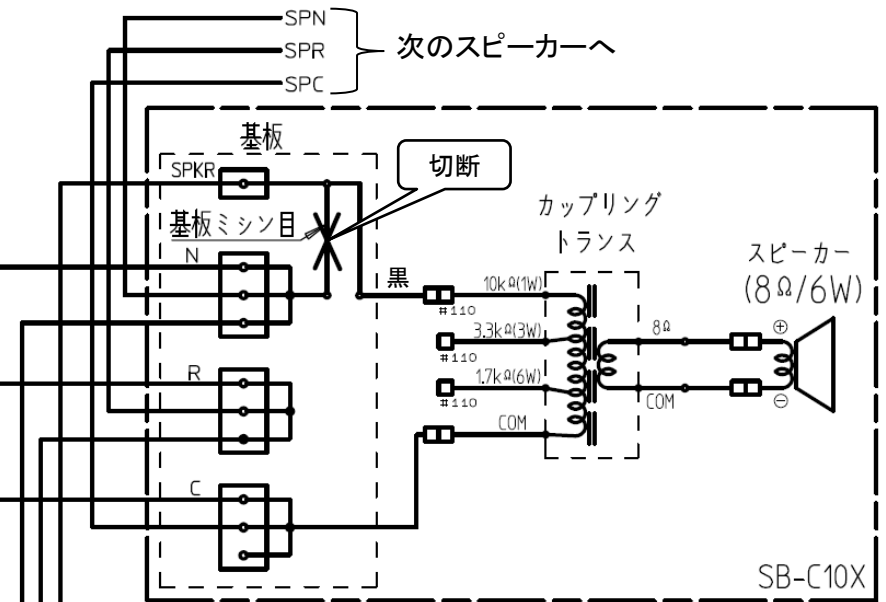 SPN
SPR
SPC
次のスピーカーへ
基板
SPKR
切断
基板ミシン目
N
黒
カップリング
トランス
スピーカー
(8Ω/6W)
10kΩ(1W)
#110
3.3kΩ(3W)
#110
1.7kΩ(6W)
#110
COM
8Ω
COM
⊕
⊖
R
C
SB-C10X